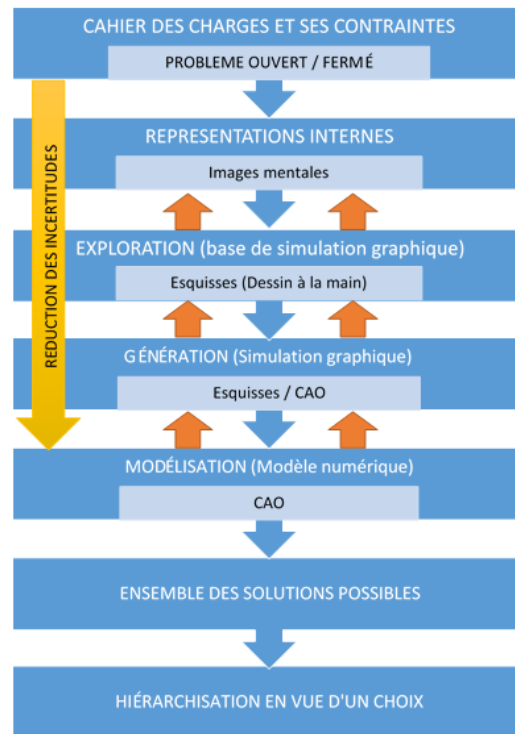 CAHIER DES CHARGES ET SES CONTRAINTES
PROBLEME OUVERT / FERMÉ
REDUCTION DES INCERTITUDES
REPRESENTATIONS INTERNES
Images mentales
EXPLORATION (base de simulation graphique)
Esquisses (Dessin à la main)
GÉNÉRATION (Simulation graphique)
Esquisses / CAO
MODÉLISATION (Modèle numérique)
CAO
ENSEMBLE DES SOLUTIONS POSSIBLES
HIÉRARCHISATION EN VUE D'UN CHOIX